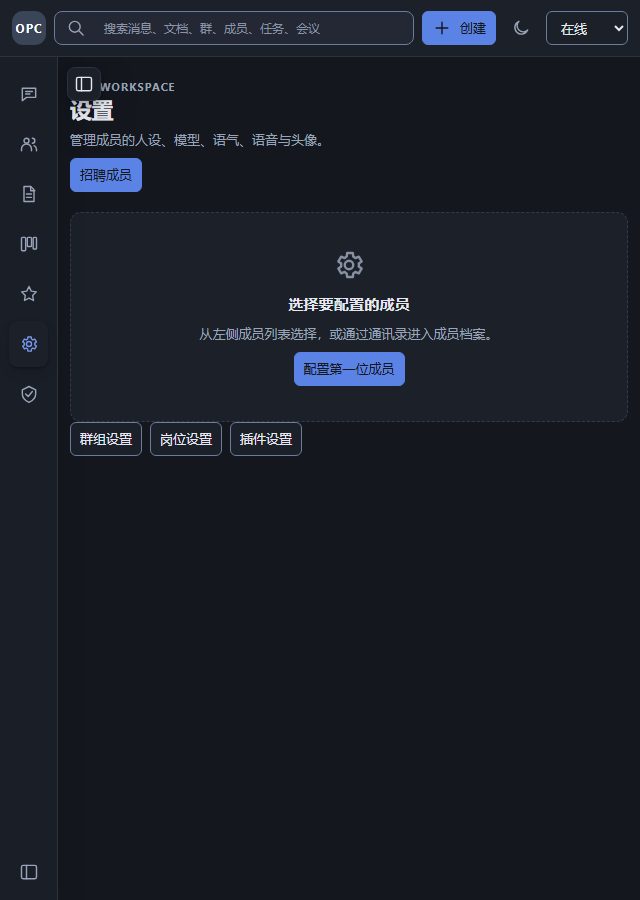 OPC
搜索消息、文档、群、成员、任务、会议
创建
在线
WORKSPACE
设置
管理成员的人设、模型、语气、语音与头像。
招聘成员
选择要配置的成员
从左侧成员列表选择，或通过通讯录进入成员档案。
配置第一位成员
群组设置
岗位设置
插件设置